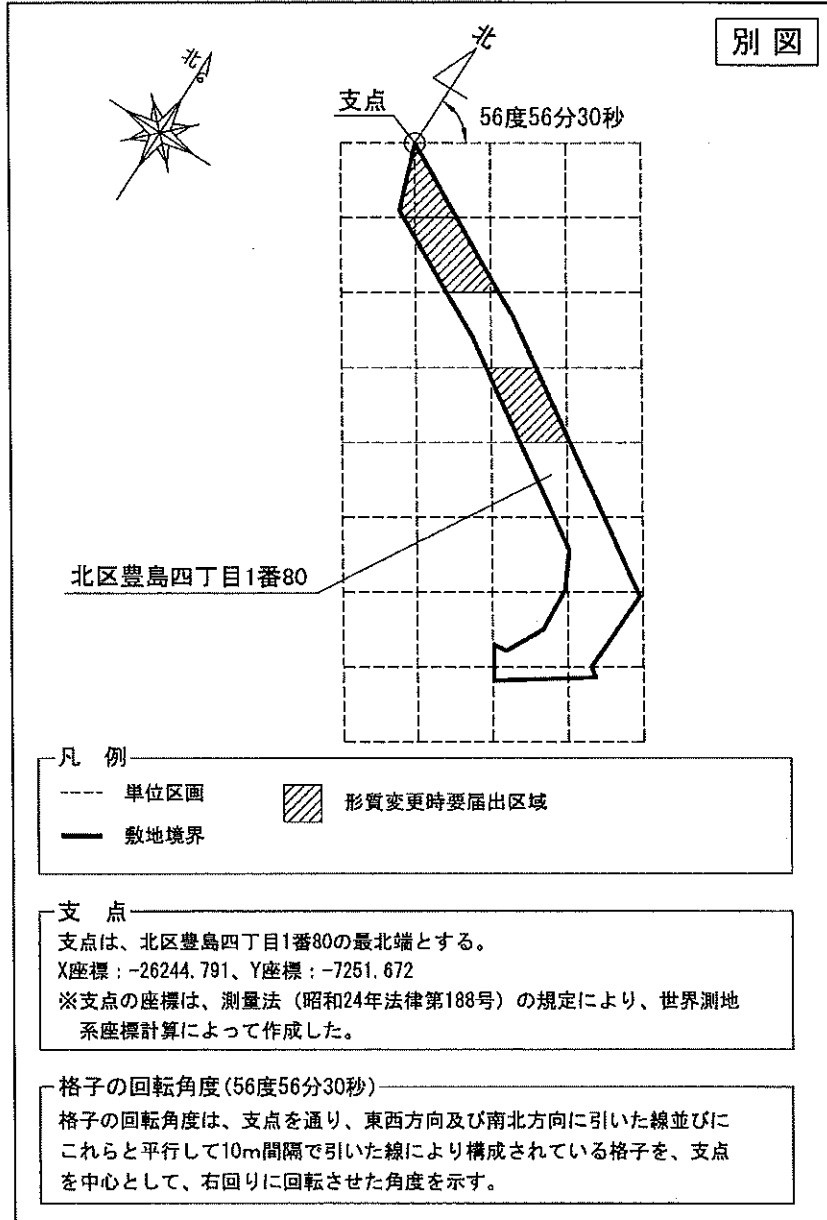 別図
北
北
支点
56度56分30秒
北区豊島四丁目1番80
凡 例
単位区画
形質変更時要届出区域
敷地境界
支 点
支点は、北区豊島四丁目1番80の最北端とする。
X座標：-26244.791、Y座標：-7251.672
※支点の座標は、測量法（昭和24年法律第188号）の規定により、世界測地
系座標計算によって作成した。
格子の回転角度(56度56分30秒)
格子の回転角度は、支点を通り、東西方向及び南北方向に引いた線並びに
これらと平行して10m間隔で引いた線により構成されている格子を、支点
を中心として、右回りに回転させた角度を示す。